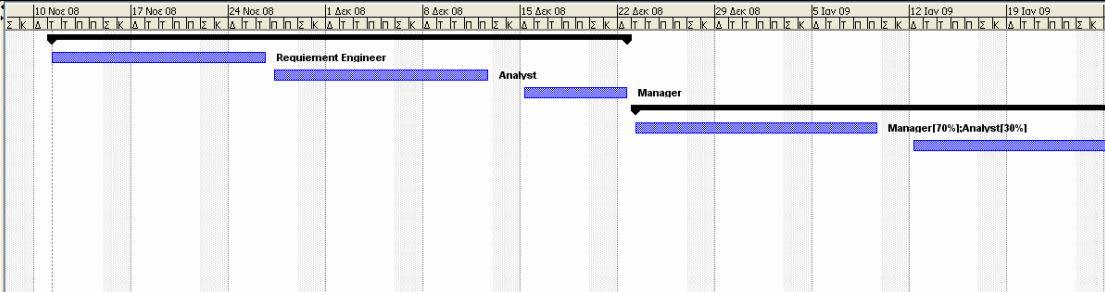 10 Νοε 08 17 Νοε 08 24 Νοε 08 1 Δεκ 08 8 Δεκ 08 15 Δεκ 08 22 Δεκ 08 29 Δεκ 08 5 Ιαν 09 12 Ιαν 09 19 Ιαν 09
Σ Κ Δ Τ Τ Π Π Σ Κ Δ Τ Τ Π Π Σ Κ Δ Τ Τ Π Π Σ Κ Δ Τ Τ Π Π Σ Κ Δ Τ Τ Π Π Σ Κ Δ Τ Τ Π Π Σ Κ Δ Τ Τ Π Π Σ Κ Δ Τ Τ Π Π Σ Κ Δ Τ Τ Π Π Σ Κ Δ Τ Τ Π Π Σ Κ Δ Τ Τ Π Π Σ Κ
Requiement Engineer
Analyst
Manager
Manager[70%];Analyst[30%]